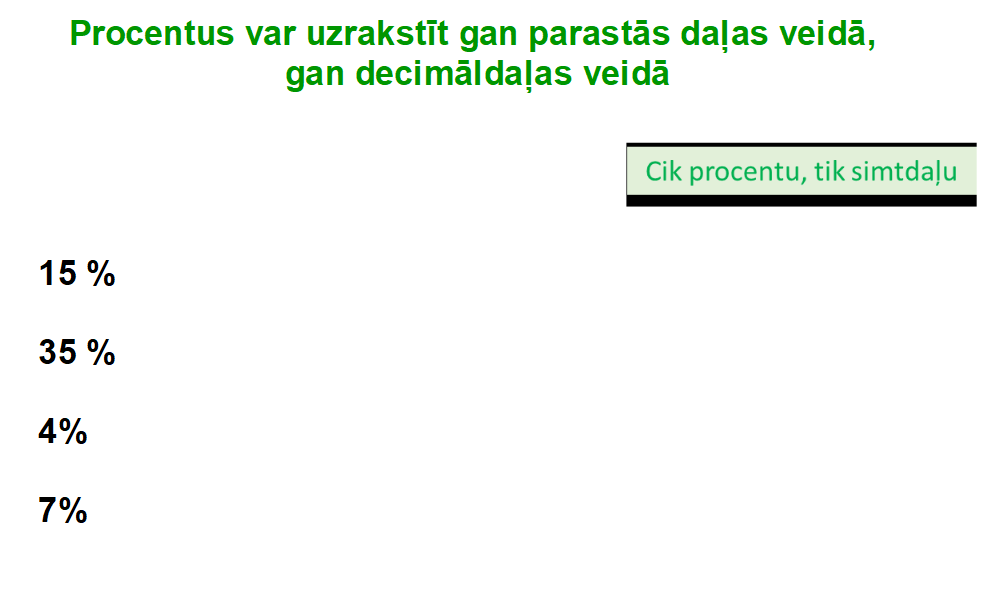 Procentus var uzrakstīt gan parastās daļas veidā,
gan decimāldaļas veidā
Cik procentu, tik simtdaļu
15 %
35 %
4%
7%